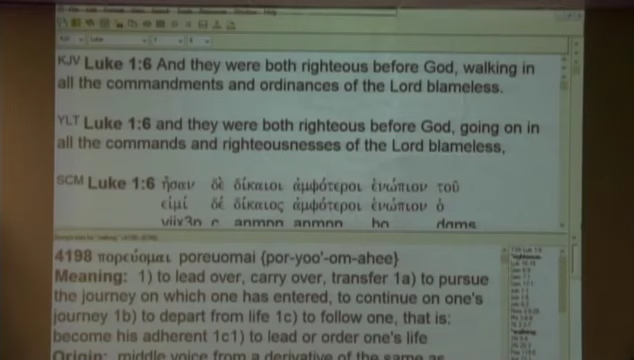 KJV Luke 1:6 And they were both righteous before God, walking in
all the commandments and ordinances of the Lord blameless.
YLT Luke 1:6 and they were both righteous before God, going on in
all the commands and righteousnesses of the Lord blameless,
SCM Luke 1:6 ἦσαν δὲ δίκαιοι ἀμφότεροι ἐνώπιον τοῦ
εἰμί δέ δίκαιος ἀμφότεροι ἐνώπιον ὁ
viix3p c anmpn anmpn
4198 πορεύομαι poreuomai {por-yoo'-om-ahee}
Meaning: 1) to lead over, carry over, transfer 1a) to pursue
the journey on which one has entered, to continue on one's
journey 1b) to depart from life 1c) to follow one, that is:
become his adherent 1c1) to lead or order one's life
Origin: middle voice from a derivative of the same as